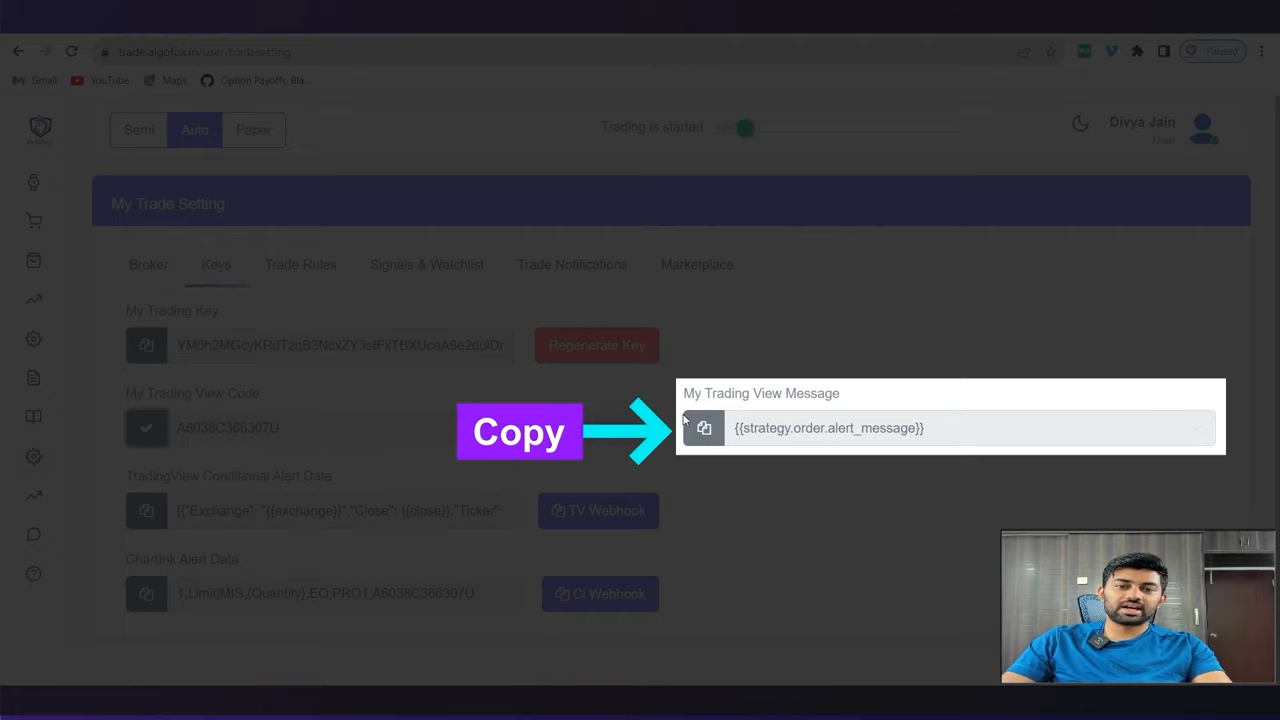 trade.algofox.in/user/tradesetting
Paused
Gmail
YouTube
Maps
Option Payoffs, Bla...
Semi
Auto
Paper
Trading is started
Divya Jain
User
My Trade Setting
Broker
Keys
Trade Rules
Signals & Watchlist
Trade Notifications
Marketplace
My Trading Key
Regenerate Key
My Trading View Code
A6038C366307U
My Trading View Message
{{strategy.order.alert_message}}
Copy
TradingView Conditional Alert Data
[{"Exchange": "{{exchange}}","Close": {{close}},"Ticker":
TV Webhook
ChartInk Alert Data
1,Limit|MIS,{Quantity},EQ,PRO1,A6038C366307U
Ci Webhook